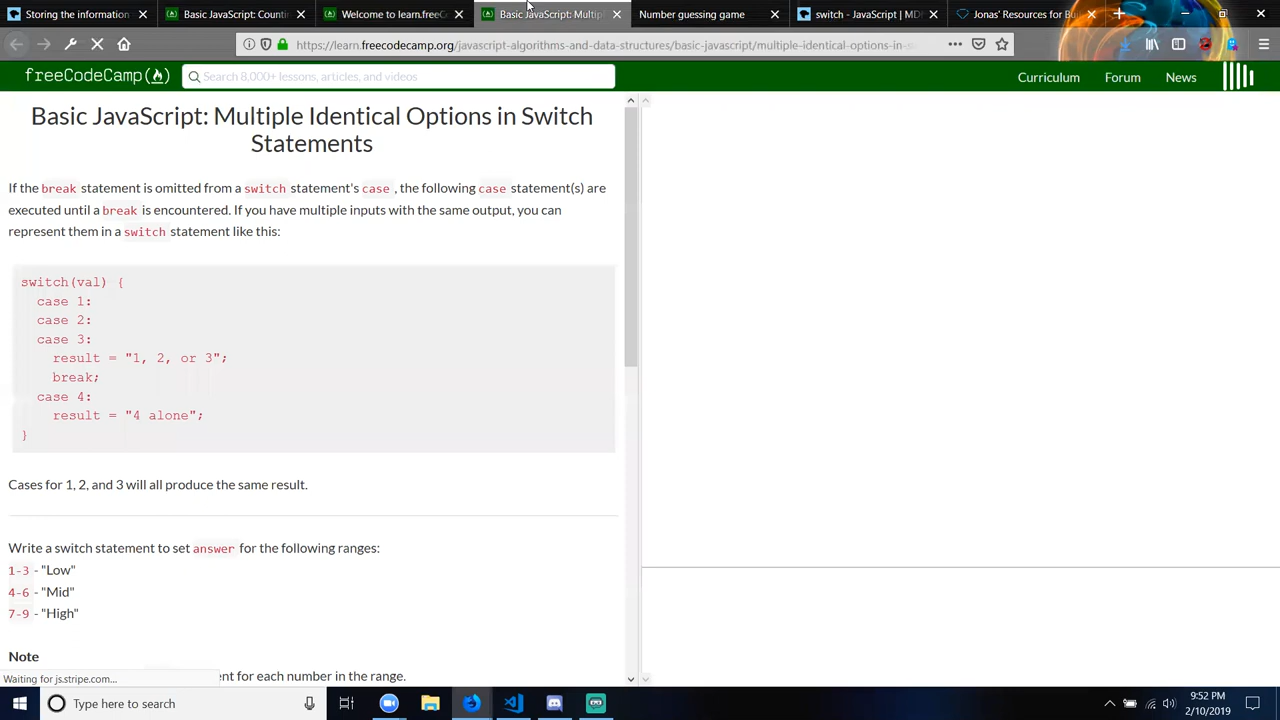 Storing the information
Basic JavaScript: Counti
Welcome to learn.freeC
Basic JavaScript: Multip
Number guessing game
switch - JavaScript | MD
Jonas' Resources for Bu
https://learn.freecodecamp.org/javascript-algorithms-and-data-structures/basic-javascript/multiple-identical-options-in-s
freeCodeCamp
Search 8,000+ lessons, articles, and videos
Curriculum Forum News
Basic JavaScript: Multiple Identical Options in Switch
Statements
If the break statement is omitted from a switch statement's case , the following case statement(s) are
executed until a break is encountered. If you have multiple inputs with the same output, you can
represent them in a switch statement like this:
switch(val) {
case 1:
case 2:
case 3:
result = "1, 2, or 3";
break;
case 4:
result = "4 alone";
}
Cases for 1, 2, and 3 will all produce the same result.
Write a switch statement to set answer for the following ranges:
1-3 - "Low"
4-6 - "Mid"
7-9 - "High"
Note
ent for each number in the range.
Waiting for js.stripe.com...
Type here to search
9:52 PM
2/10/2019